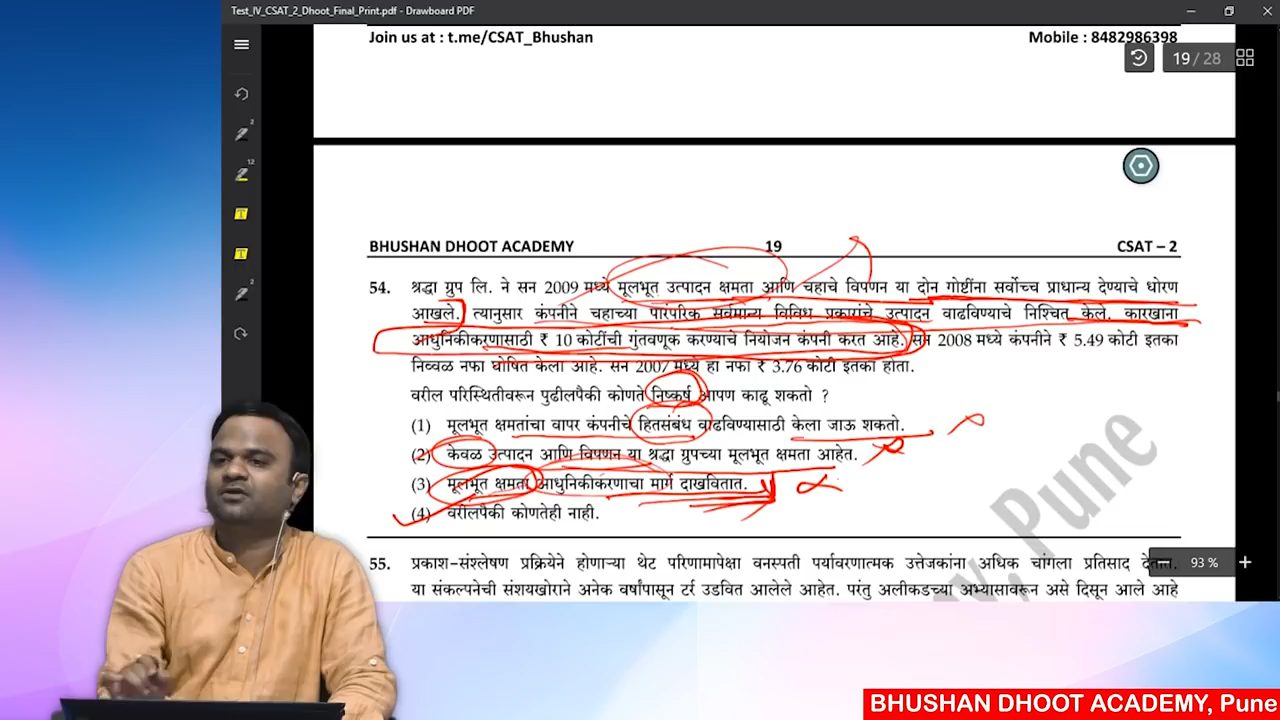 Test_IV_CSAT_2_Dhoot_Final_Print.pdf - Drawboard PDF
Join us at : t.me/CSAT_Bhushan Mobile : 8482986398
19 / 28
2
12
2
BHUSHAN DHOOT ACADEMY 19 CSAT – 2
54. श्रद्धा ग्रुप लि. ने सन 2009 मध्ये मूलभूत उत्पादन क्षमता आणि चहाचे विपणन या दोन गोष्टींना सर्वोच्च प्राधान्य देण्याचे धोरण
आखले. त्यानुसार कंपनीने चहाच्या पारंपरिक सर्वमान्य विविध प्रकारांचे उत्पादन वाढविण्याचे निश्चित केले. कारखाना
आधुनिकीकरणासाठी ₹ 10 कोटींची गुंतवणूक करण्याचे नियोजन कंपनी करत आहे. सन 2008 मध्ये कंपनीने ₹ 5.49 कोटी इतका
निव्वळ नफा घोषित केला आहे. सन 2007 मध्ये हा नफा ₹ 3.76 कोटी इतका होता.
वरील परिस्थितीवरून पुढीलपैकी कोणते निष्कर्ष आपण काढू शकतो ?
(1) मूलभूत क्षमतांचा वापर कंपनीचे हितसंबंध वाढविण्यासाठी केला जाऊ शकतो.
(2) केवळ उत्पादन आणि विपणन या श्रद्धा ग्रुपच्या मूलभूत क्षमता आहेत.
(3) मूलभूत क्षमता आधुनिकीकरणाचा मार्ग दाखवितात.
(4) वरीलपैकी कोणतेही नाही.
55. प्रकाश-संश्लेषण प्रक्रियेने होणाऱ्या थेट परिणामापेक्षा वनस्पती पर्यावरणात्मक उत्तेजकांना अधिक चांगला प्रतिसाद देतात.
93 %
या संकल्पनेची संशयखोराने अनेक वर्षांपासून टर्र उडवित आलेले आहेत. परंतु अलीकडच्या अभ्यासावरून असे दिसून आले आहे
, Pune
BHUSHAN DHOOT ACADEMY, Pune